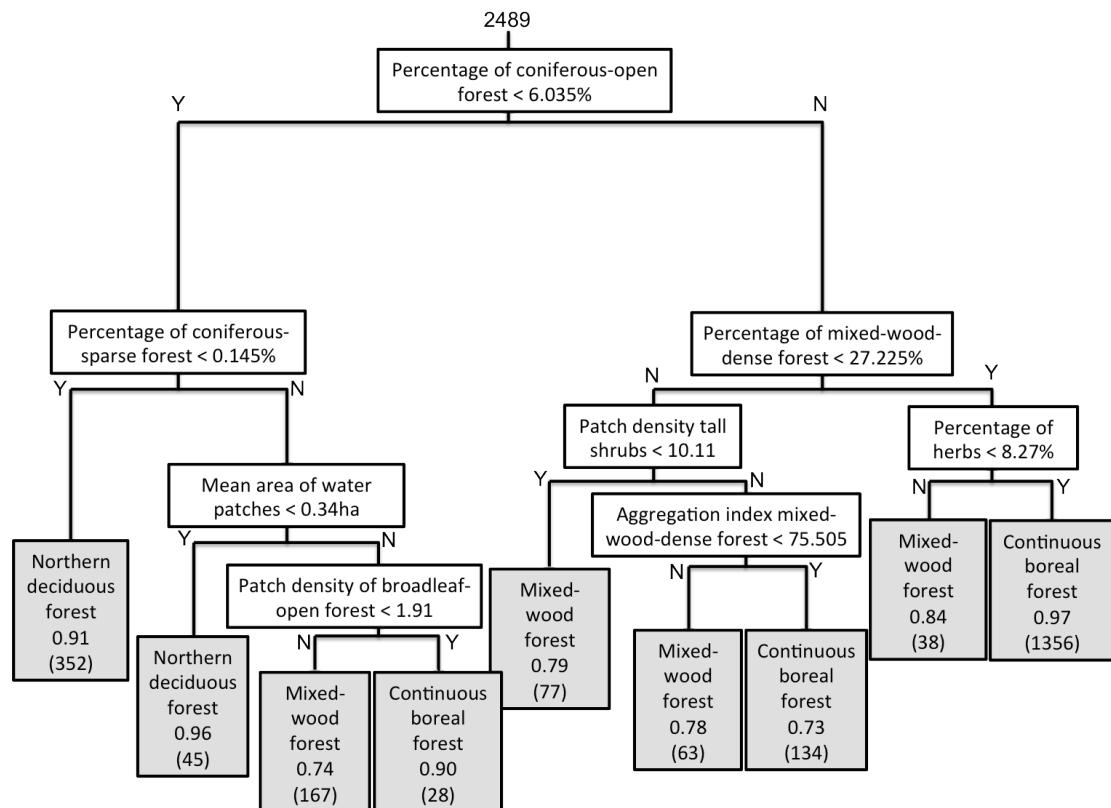 2489
Percentage of coniferous-open
forest < 6.035%
Y
N
Percentage of coniferous-
sparse forest < 0.145%
Percentage of mixed-wood-
dense forest < 27.225%
Y
N
N
Y
Patch density tall
shrubs < 10.11
Percentage of
herbs < 8.27%
Mean area of water
patches < 0.34ha
Y
N
N
Y
Aggregation index mixed-
wood-dense forest < 75.505
Y
N
Northern
deciduous
forest
0.91
(352)
Patch density of broadleaf-
open forest < 1.91
Mixed-
wood
forest
0.79
(77)
N
Y
Mixed-
wood
forest
0.84
(38)
Continuous
boreal
forest
0.97
(1356)
Northern
deciduous
forest
0.96
(45)
N
Y
Mixed-
wood
forest
0.74
(167)
Continuous
boreal
forest
0.90
(28)
Mixed-
wood
forest
0.78
(63)
Continuous
boreal
forest
0.73
(134)